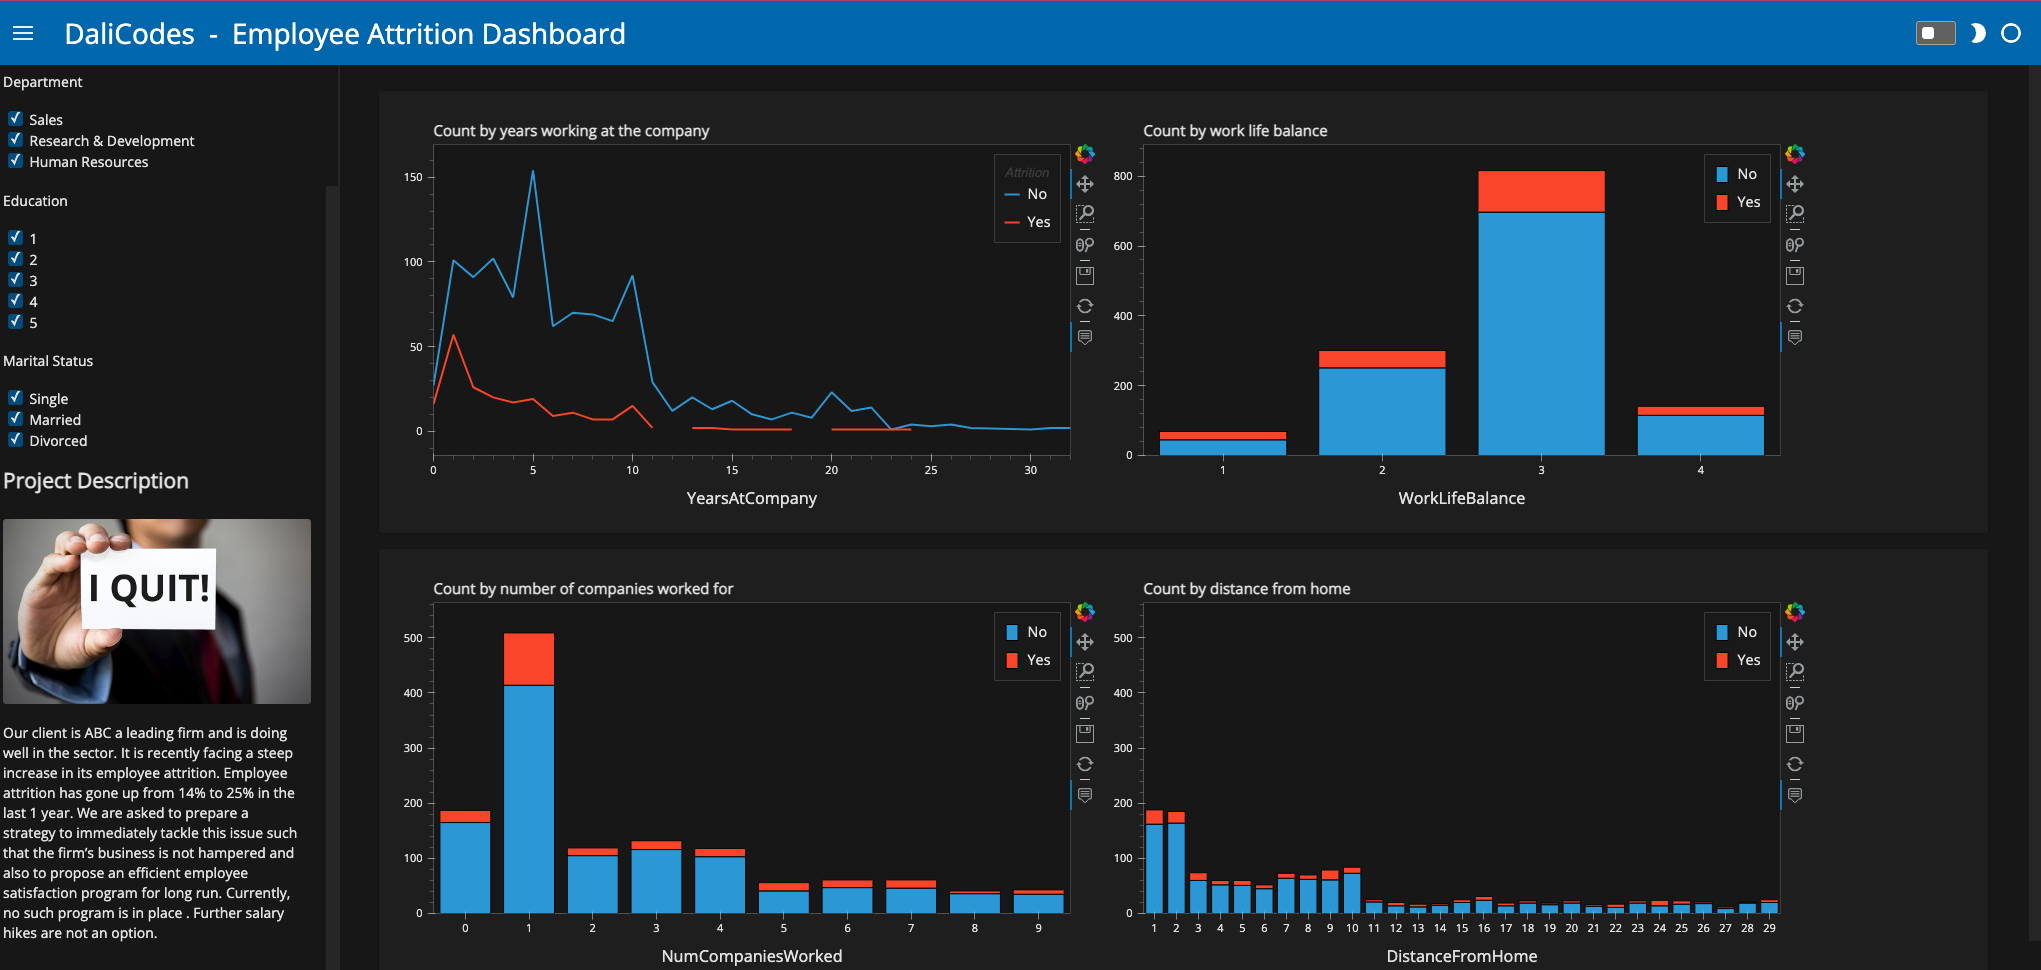 DaliCodes - Employee Attrition Dashboard
Department
Sales
Research & Development
Human Resources
Education
1
2
3
4
5
Marital Status
Single
Married
Divorced
Project Description
I QUIT!
Our client is ABC a leading firm and is doing
well in the sector. It is recently facing a steep
increase in its employee attrition. Employee
attrition has gone up from 14% to 25% in the
last 1 year. We are asked to prepare a
strategy to immediately tackle this issue such
that the firm’s business is not hampered and
also to propose an efficient employee
satisfaction program for long run. Currently,
no such program is in place . Further salary
hikes are not an option.
Count by years working at the company
Attrition
No
Yes
150
100
50
0
0 5 10 15 20 25 30
YearsAtCompany
Count by work life balance
No
Yes
800
600
400
200
0
1 2 3 4
WorkLifeBalance
Count by number of companies worked for
No
Yes
500
400
300
200
100
0
0 1 2 3 4 5 6 7 8 9
NumCompaniesWorked
Count by distance from home
No
Yes
500
400
300
200
100
0
1 2 3 4 5 6 7 8 9 10 11 12 13 14 15 16 17 18 19 20 21 22 23 24 25 26 27 28 29
DistanceFromHome